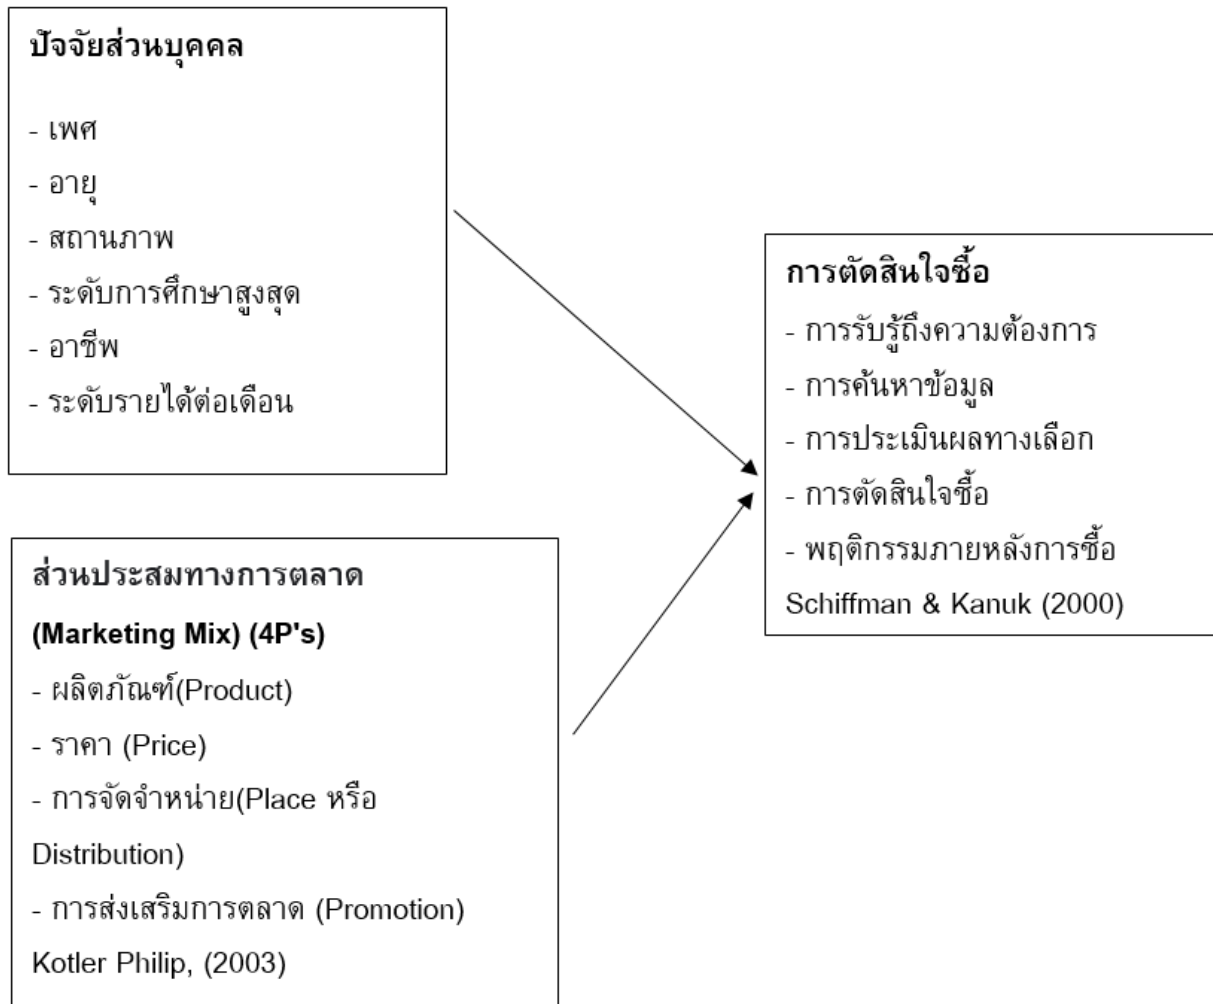 ปัจจัยส่วนบุคคล
- เพศ
- อายุ
- สถานภาพ
- ระดับการศึกษาสูงสุด
- อาชีพ
- ระดับรายได้ต่อเดือน
ส่วนประสมทางการตลาด
(Marketing Mix) (4P's)
- ผลิตภัณฑ์(Product)
- ราคา (Price)
- การจัดจำหน่าย(Place หรือ
Distribution)
- การส่งเสริมการตลาด (Promotion)
Kotler Philip, (2003)
การตัดสินใจซื้อ
- การรับรู้ถึงความต้องการ
- การค้นหาข้อมูล
- การประเมินผลทางเลือก
- การตัดสินใจซื้อ
- พฤติกรรมภายหลังการซื้อ
Schiffman & Kanuk (2000)